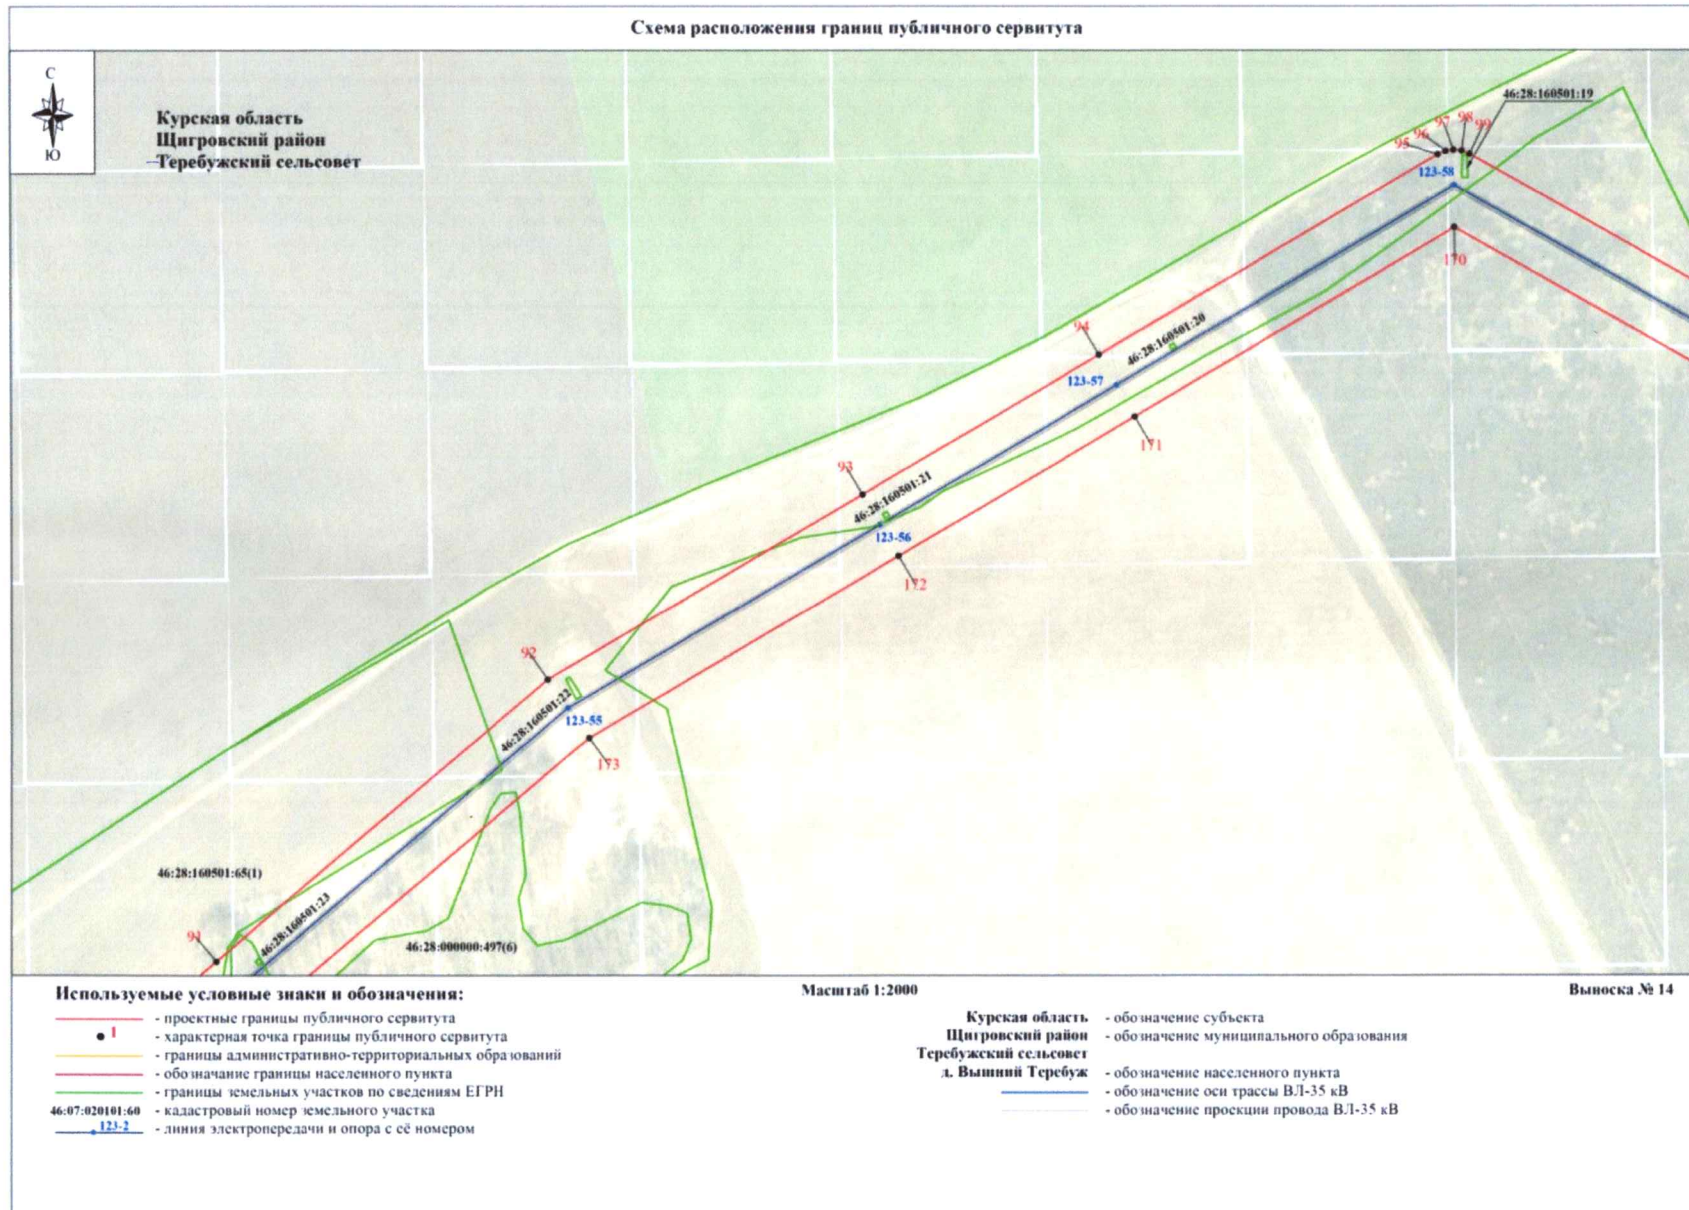 Схема расположения границ публичного сервитута
С
Ю
Курская область
Щигровский район
Теребужский сельсовет
46:28:160501:19
95
96
97
98
99
123-58
170
94
46:28:160501:20
123-57
171
93
46:28:160501:21
123-56
172
92
46:28:160501:22
123-55
173
46:28:160501:65(1)
46:28:160501:23
91
46:28:000000:497(6)
Используемые условные знаки и обозначения:
- проектные границы публичного сервитута
1 - характерная точка границы публичного сервитута
- границы административно-территориальных образований
- обозначание границы населенного пункта
- границы земельных участков по сведениям ЕГРН
46:07:020101:60 - кадастровый номер земельного участка
123-2 - линия электропередачи и опора с её номером
Масштаб 1:2000
Выноска № 14
Курская область - обозначение субъекта
Щигровский район - обозначение муниципального образования
Теребужский сельсовет
д. Вышний Теребуж - обозначение населенного пункта
- обозначение оси трассы ВЛ-35 кВ
- обозначение проекции провода ВЛ-35 кВ